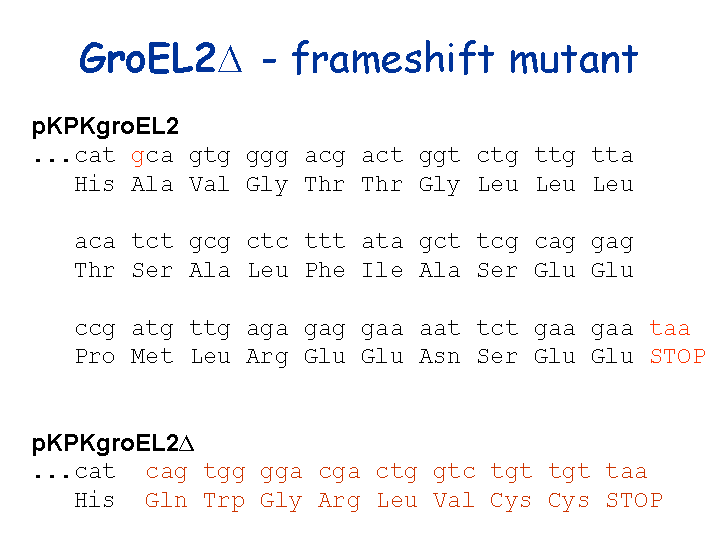 GroEL2Δ - frameshift mutant
pKPKgroEL2
...cat gca gtg ggg acg act ggt ctg ttg tta
His Ala Val Gly Thr Thr Gly Leu Leu Leu
aca tct gcg ctc ttt ata gct tcg cag gag
Thr Ser Ala Leu Phe Ile Ala Ser Glu Glu
ccg atg ttg aga gag gaa aat tct gaa gaa taa
Pro Met Leu Arg Glu Glu Asn Ser Glu Glu STOP
pKPKgroEL2Δ
...cat cag tgg gga cga ctg gtc tgt tgt taa
His Gln Trp Gly Arg Leu Val Cys Cys STOP